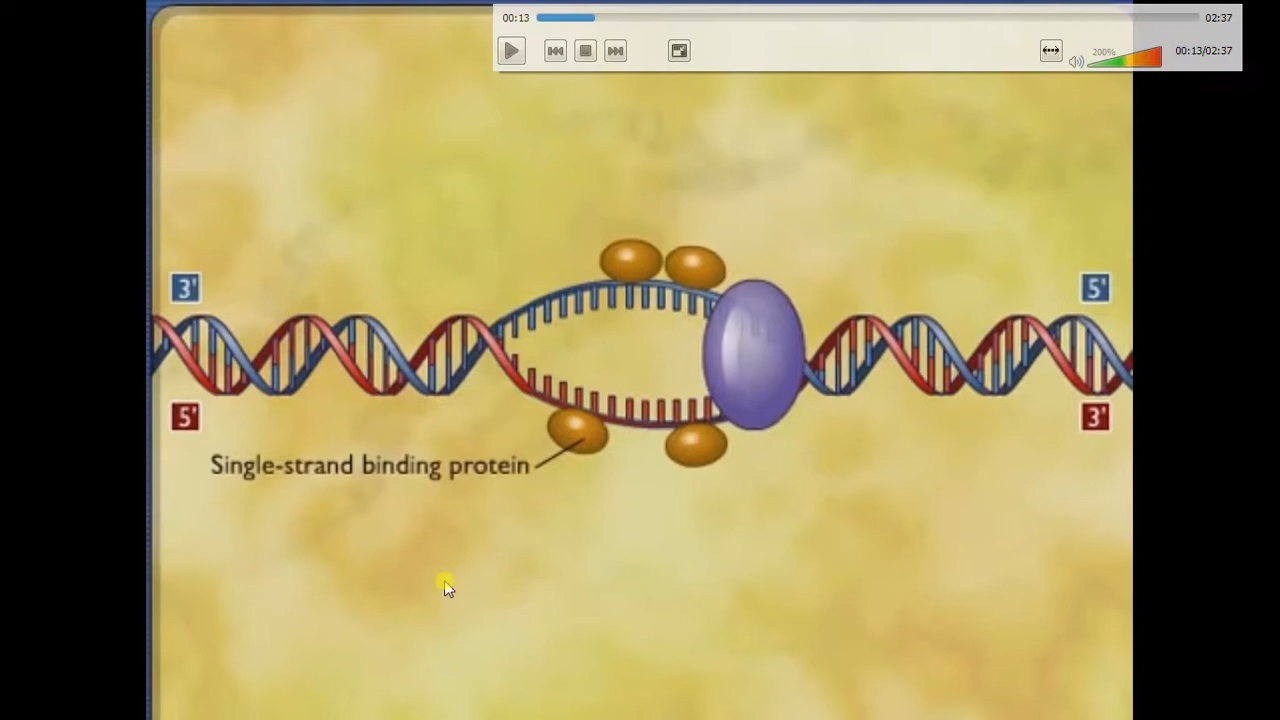 00:13 02:37
200% 00:13/02:37
3' 5'
5' 3'
Single-strand binding protein